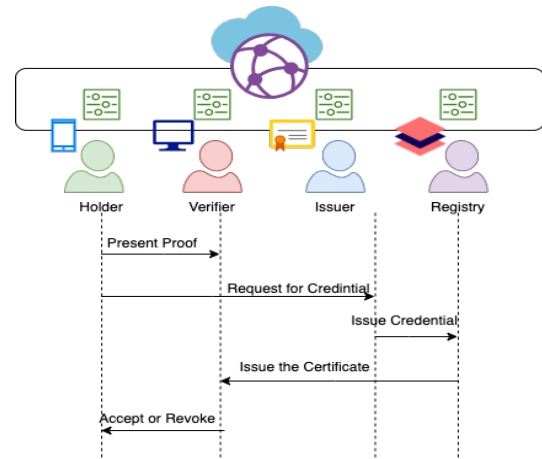 Holder Verifier Issuer Registry
Present Proof
Request for Credintial
Issue Credential
Issue the Certificate
Accept or Revoke